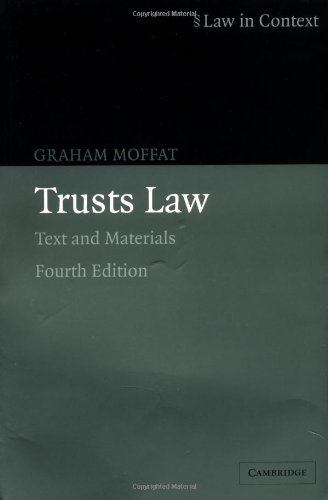 § Law in Context
GRAHAM MOFFAT
Trusts Law
Text and Materials
Fourth Edition
CAMBRIDGE